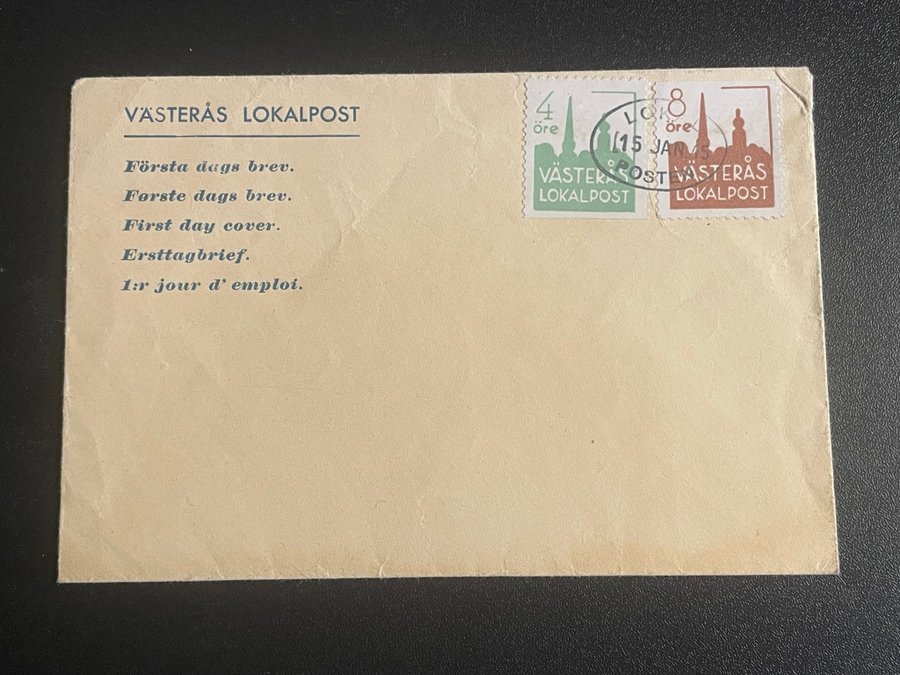 VÄSTERÅS LOKALPOST
Första dags brev.
Første dags brev.
First day cover.
Ersttagbrief.
1:r jour d' emploi.
4
öre
VÄSTERÅS
LOKALPOST
8
öre
VÄSTERÅS
LOKALPOST
15 JAN
POSTEN